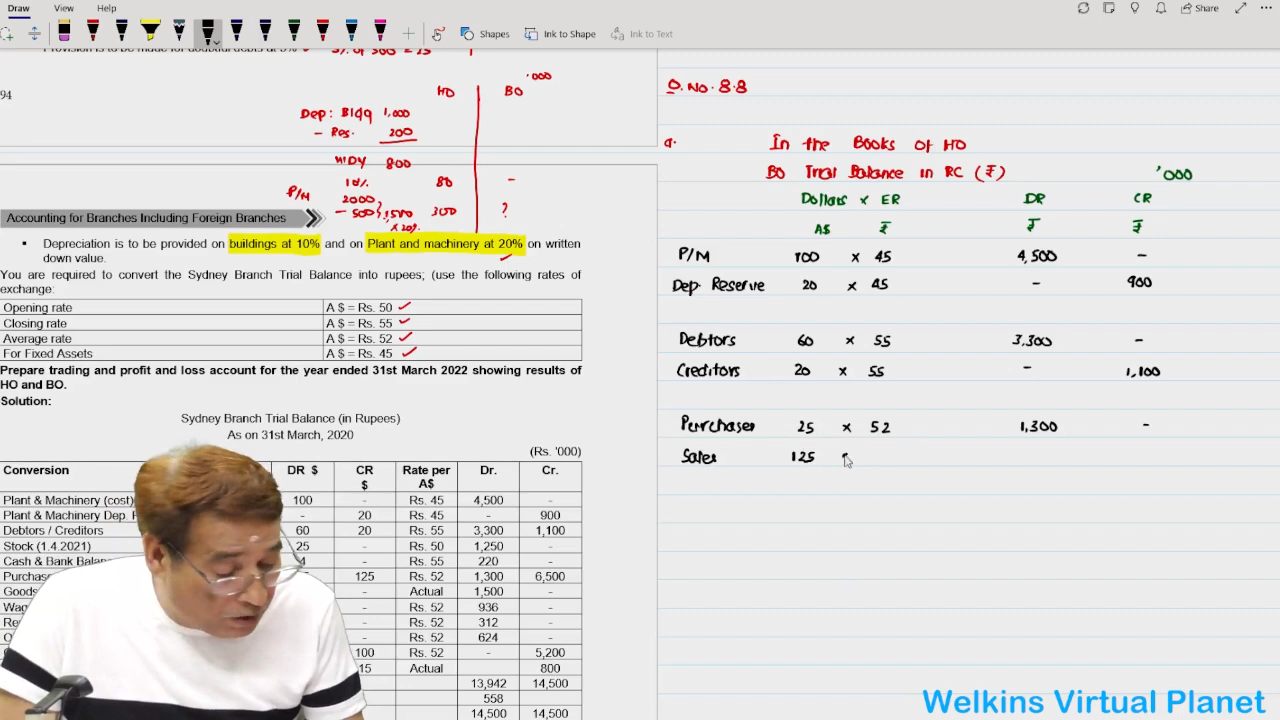 Draw View Help Share
Shapes Ink to Shape Ink to Text
94
HO BO '000
Dep: Bldg 1,000
- Res. 200
WDV 800
10% 80 -
P/M 2000
- 500 1,500 300 ?
× 20%
Accounting for Branches Including Foreign Branches
▪ Depreciation is to be provided on buildings at 10% and on Plant and machinery at 20% on written
down value.
You are required to convert the Sydney Branch Trial Balance into rupees; (use the following rates of
exchange:
Opening rate A $ = Rs. 50 ✓
Closing rate A $ = Rs. 55 ✓
Average rate A $ = Rs. 52 ✓
For Fixed Assets A $ = Rs. 45 ✓
Prepare trading and profit and loss account for the year ended 31st March 2022 showing results of
HO and BO.
Solution:
Sydney Branch Trial Balance (in Rupees)
As on 31st March, 2020
(Rs. '000)
Conversion DR $ CR $ Rate per A$ Dr. Cr.
Plant & Machinery (cost) 100 - Rs. 45 4,500 -
Plant & Machinery Dep. - 20 Rs. 45 - 900
Debtors / Creditors 60 20 Rs. 55 3,300 1,100
Stock (1.4.2021) 25 - Rs. 50 1,250 -
Cash & Bank 4 - Rs. 55 220 -
125 Rs. 52 1,300 6,500
Goods - Actual 1,500 -
- Rs. 52 936 -
- Rs. 52 312 -
- Rs. 52 624 -
100 Rs. 52 - 5,200
15 Actual 800
13,942 14,500
558
14,500 14,500
Q. No. 8.8
a. In the Books Of HO
BO Trial Balance in RC (₹) '000
Dollars × ER DR CR
A$ ₹ ₹ ₹
P/M 100 × 45 4,500 -
Dep. Reserve 20 × 45 - 900
Debtors 60 × 55 3,300 -
Creditors 20 × 55 - 1,100
Purchases 25 × 52 1,300 -
Sales 125
Welkins Virtual Planet